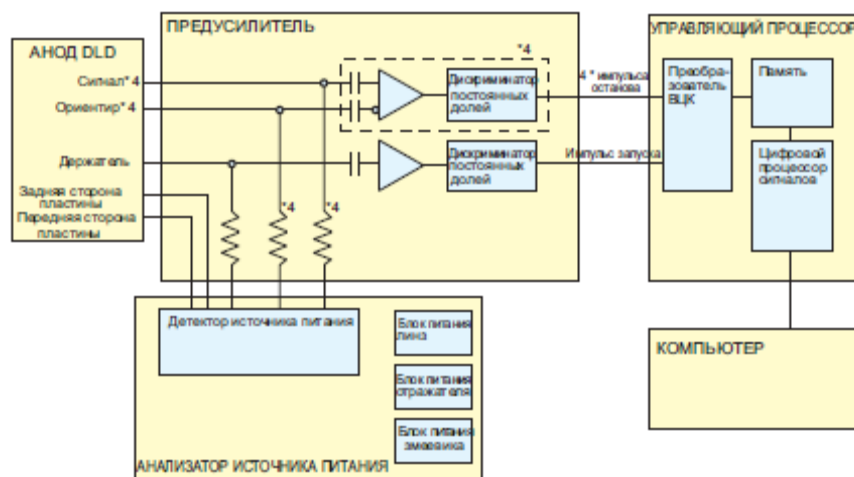 ПРЕДУСИЛИТЕЛЬ
УПРАВЛЯЮЩИЙ ПРОЦЕССОР
АНОД DLD
Сигнал* 4
Ориентир* 4
Держатель
Задняя сторона
пластины
Передняя сторона
пластины
*4
Дискриминатор
постоянных
долей
Дискриминатор
постоянных
долей
*4
*4
4 * импульса
останова
Импульс запуска
Преобра-
зователь
ВЦК
Память
Цифровой
процессор
сигналов
Детектор источника питания
Блок питания
линз
Блок питания
отражателя
Блок питания
змеевика
АНАЛИЗАТОР ИСТОЧНИКА ПИТАНИЯ
КОМПЬЮТЕР